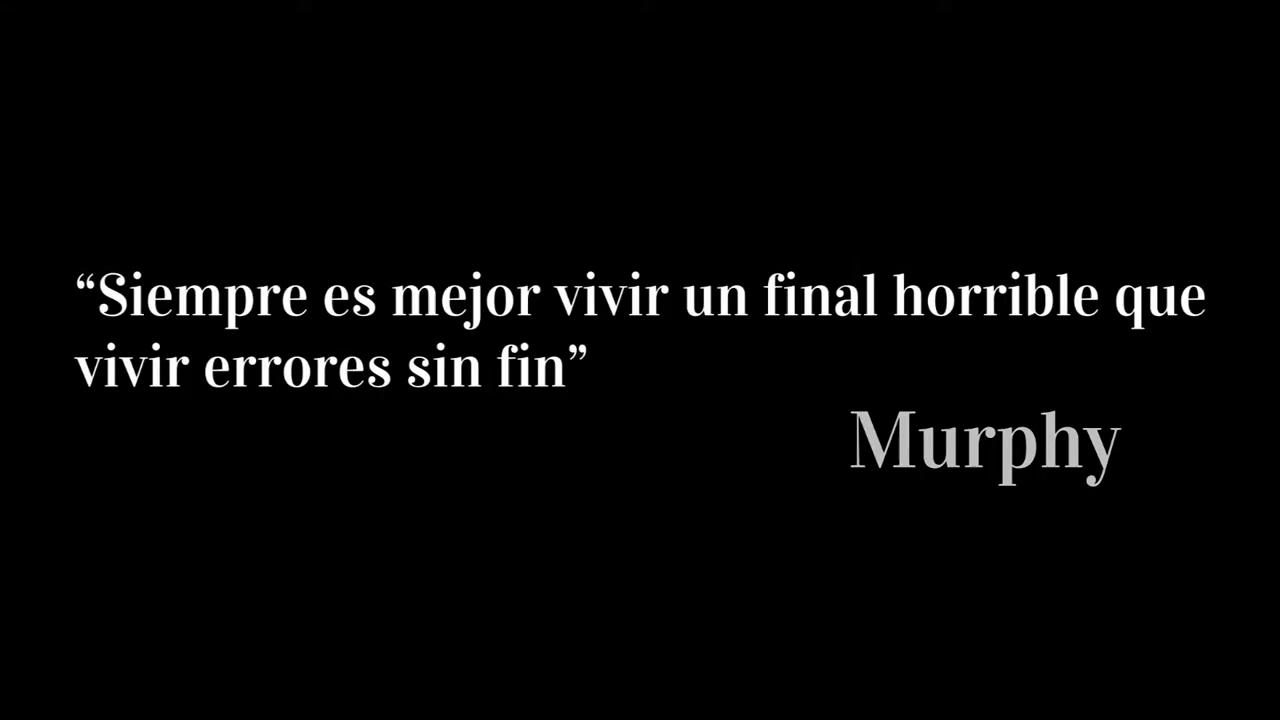 “Siempre es mejor vivir un final horrible que
vivir errores sin fin”
Murphy